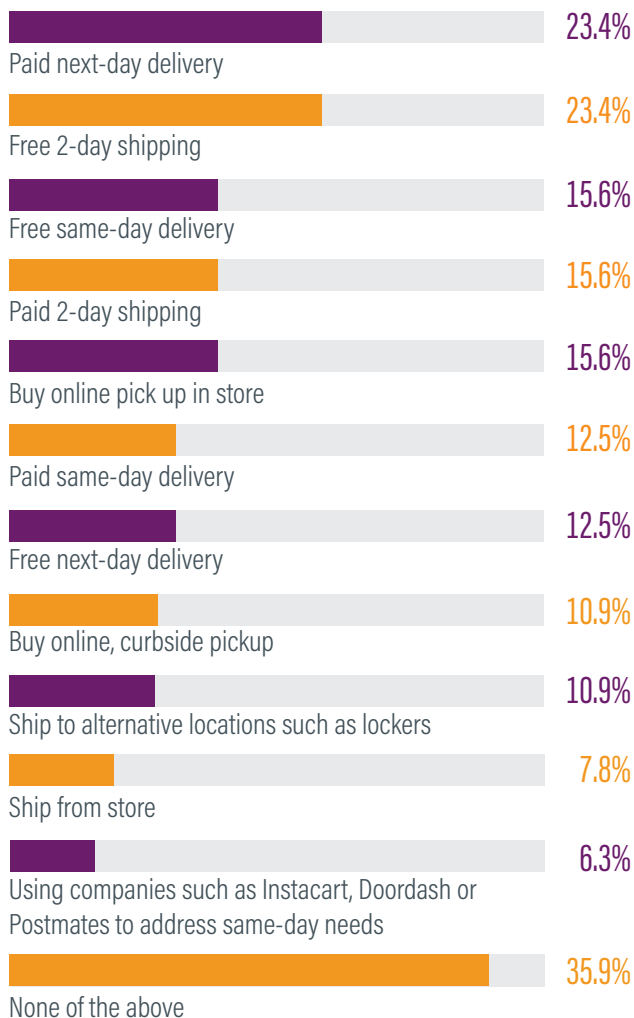 23.4%
Paid next-day delivery
23.4%
Free 2-day shipping
15.6%
Free same-day delivery
15.6%
Paid 2-day shipping
15.6%
Buy online pick up in store
12.5%
Paid same-day delivery
12.5%
Free next-day delivery
10.9%
Buy online, curbside pickup
10.9%
Ship to alternative locations such as lockers
7.8%
Ship from store
6.3%
Using companies such as Instacart, Doordash or
Postmates to address same-day needs
35.9%
None of the above